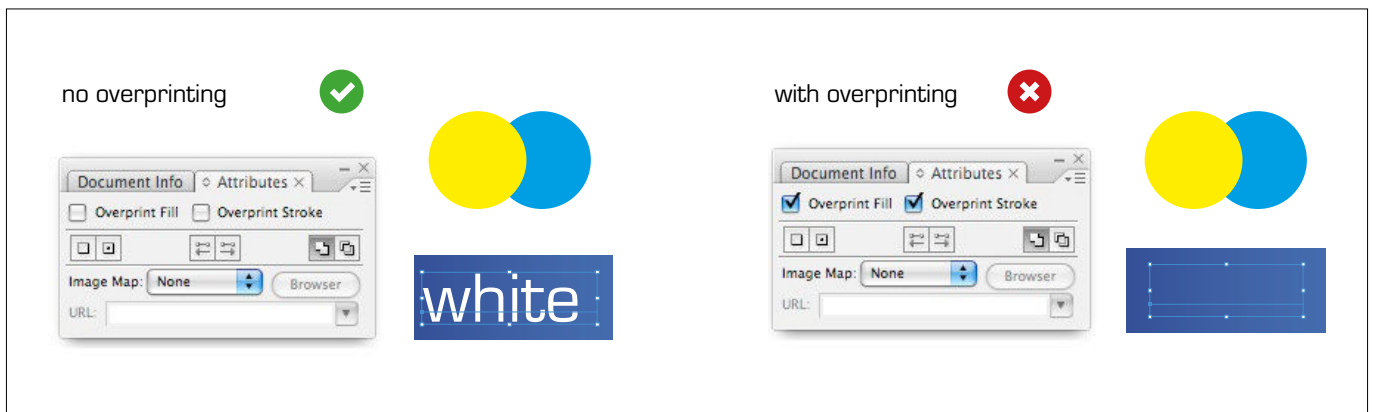 no overprinting
Document Info Attributes
Overprint Fill Overprint Stroke
Image Map: None Browser
URL:
white
with overprinting
Document Info Attributes
Overprint Fill Overprint Stroke
Image Map: None Browser
URL: